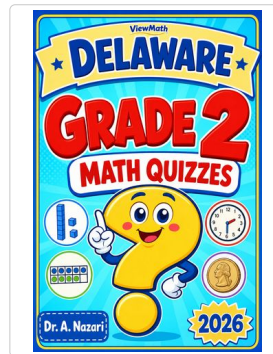 ViewMath
DELAWARE
GRADE 2
MATH QUIZZES
Dr. A. Nazari
2026